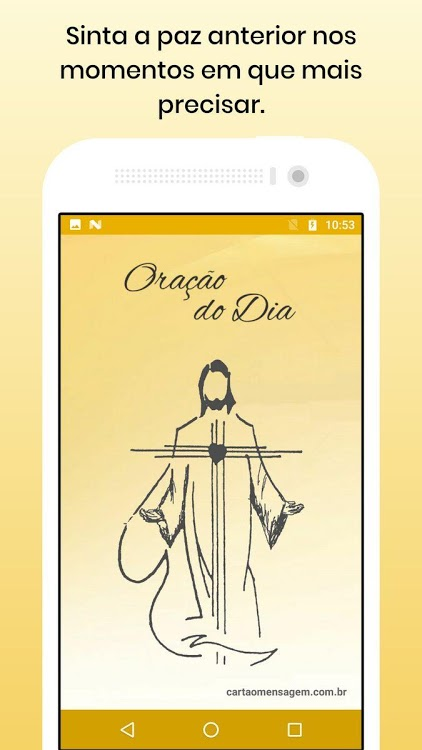 Sinta a paz anterior nos
momentos em que mais
precisar.
10:53
Oração
do Dia
cartaomensagem.com.br